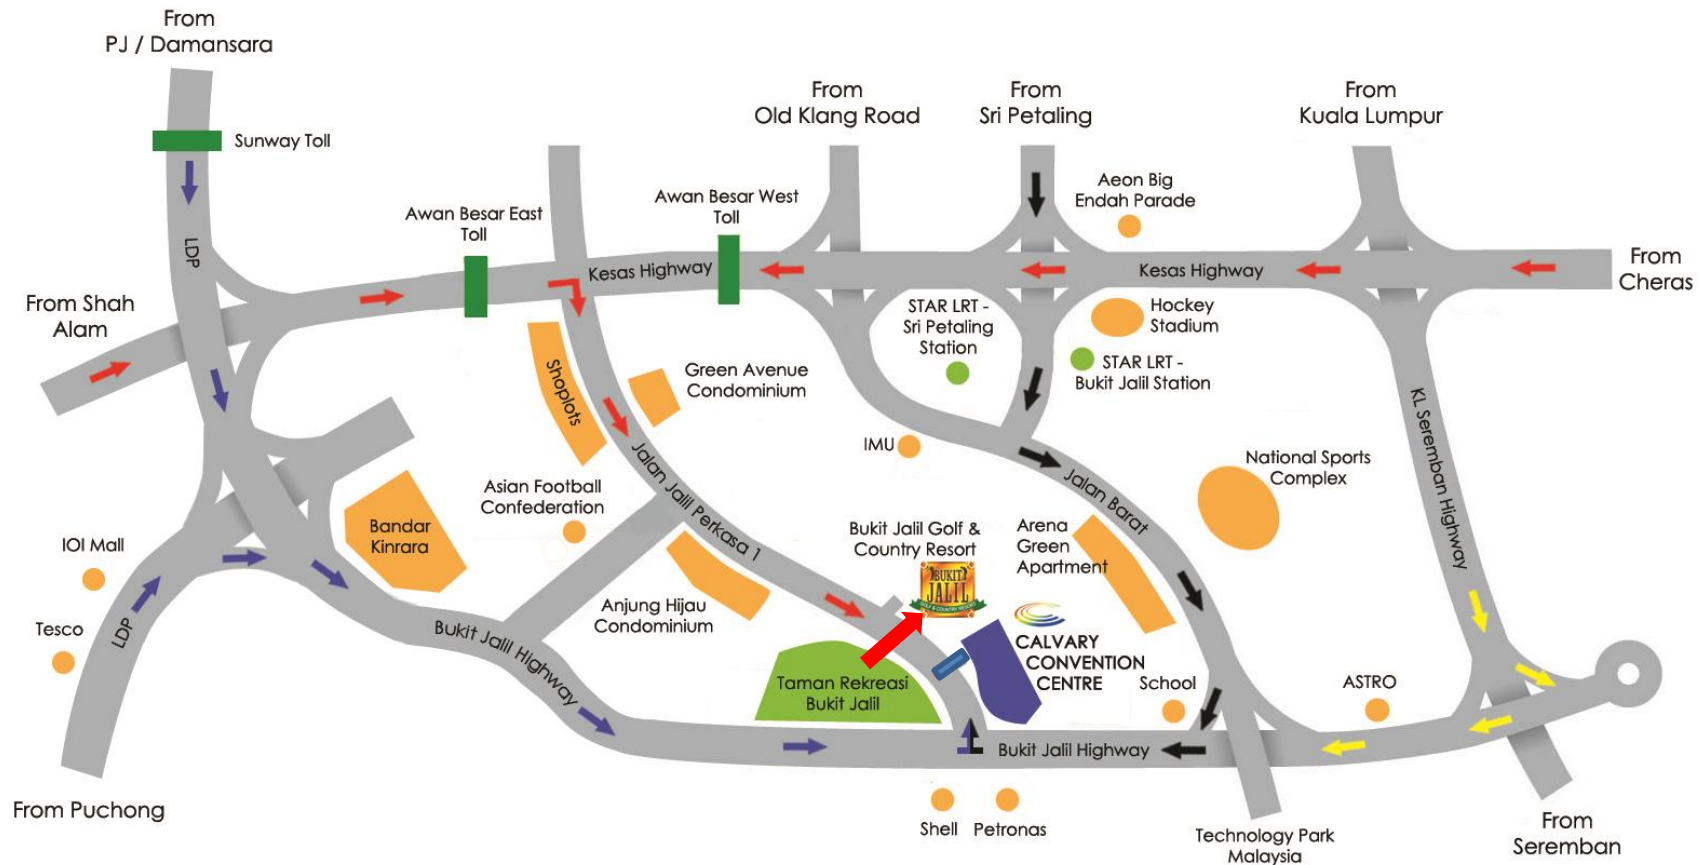 From
PJ / Damansara
Sunway Toll
From
Old Klang Road
From
Sri Petaling
From
Kuala Lumpur
Aeon Big
Endah Parade
Awan Besar East
Toll
Awan Besar West
Toll
LDP
Kesas Highway
Kesas Highway
From
Cheras
From Shah
Alam
STAR LRT -
Sri Petaling
Station
Hockey
Stadium
STAR LRT -
Bukit Jalil Station
Shoplots
Green Avenue
Condominium
KL Seremban Highway
IMU
Jalan Barat
National Sports
Complex
Jalan Jalil Perkasa 1
Asian Football
Confederation
Bandar
Kinrara
IOI Mall
Bukit Jalil Golf &
Country Resort
Arena
Green
Apartment
BUKIT
JALIL
GOLF & COUNTRY RESORT
Anjung Hijau
Condominium
Tesco
LDP
Bukit Jalil Highway
CALVARY
CONVENTION
CENTRE
Taman Rekreasi
Bukit Jalil
School
ASTRO
Bukit Jalil Highway
From Puchong
Shell
Petronas
Technology Park
Malaysia
From
Seremban